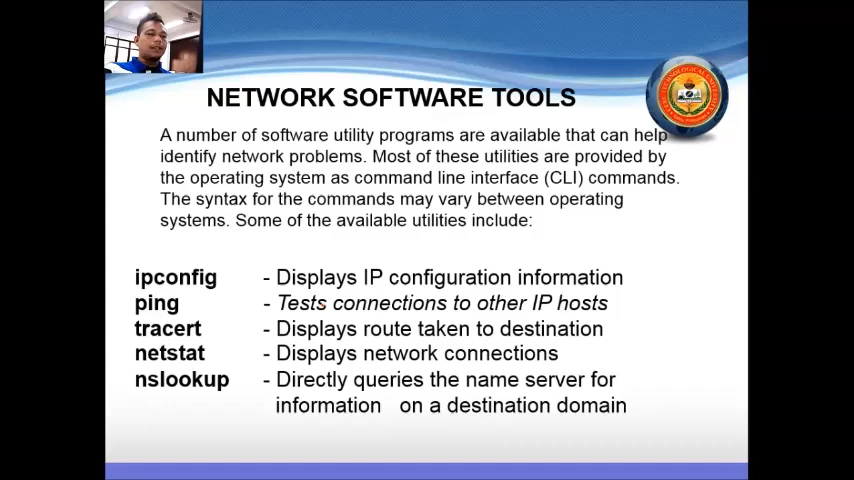 NETWORK SOFTWARE TOOLS
A number of software utility programs are available that can help
identify network problems. Most of these utilities are provided by
the operating system as command line interface (CLI) commands.
The syntax for the commands may vary between operating
systems. Some of the available utilities include:
ipconfig - Displays IP configuration information
ping - Tests connections to other IP hosts
tracert - Displays route taken to destination
netstat - Displays network connections
nslookup - Directly queries the name server for
information on a destination domain